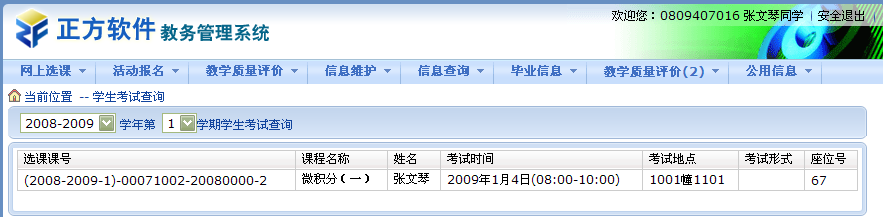 正方软件 教务管理系统
欢迎您：0809407016 张文琴同学 安全退出
网上选课 活动报名 教学质量评价 信息维护 信息查询 毕业信息 教学质量评价(2) 公用信息
当前位置 -- 学生考试查询
2008-2009 学年第 1 学期学生考试查询
选课课号 课程名称 姓名 考试时间 考试地点 考试形式 座位号
(2008-2009-1)-00071002-20080000-2 微积分（一） 张文琴 2009年1月4日(08:00-10:00) 1001幢1101 67